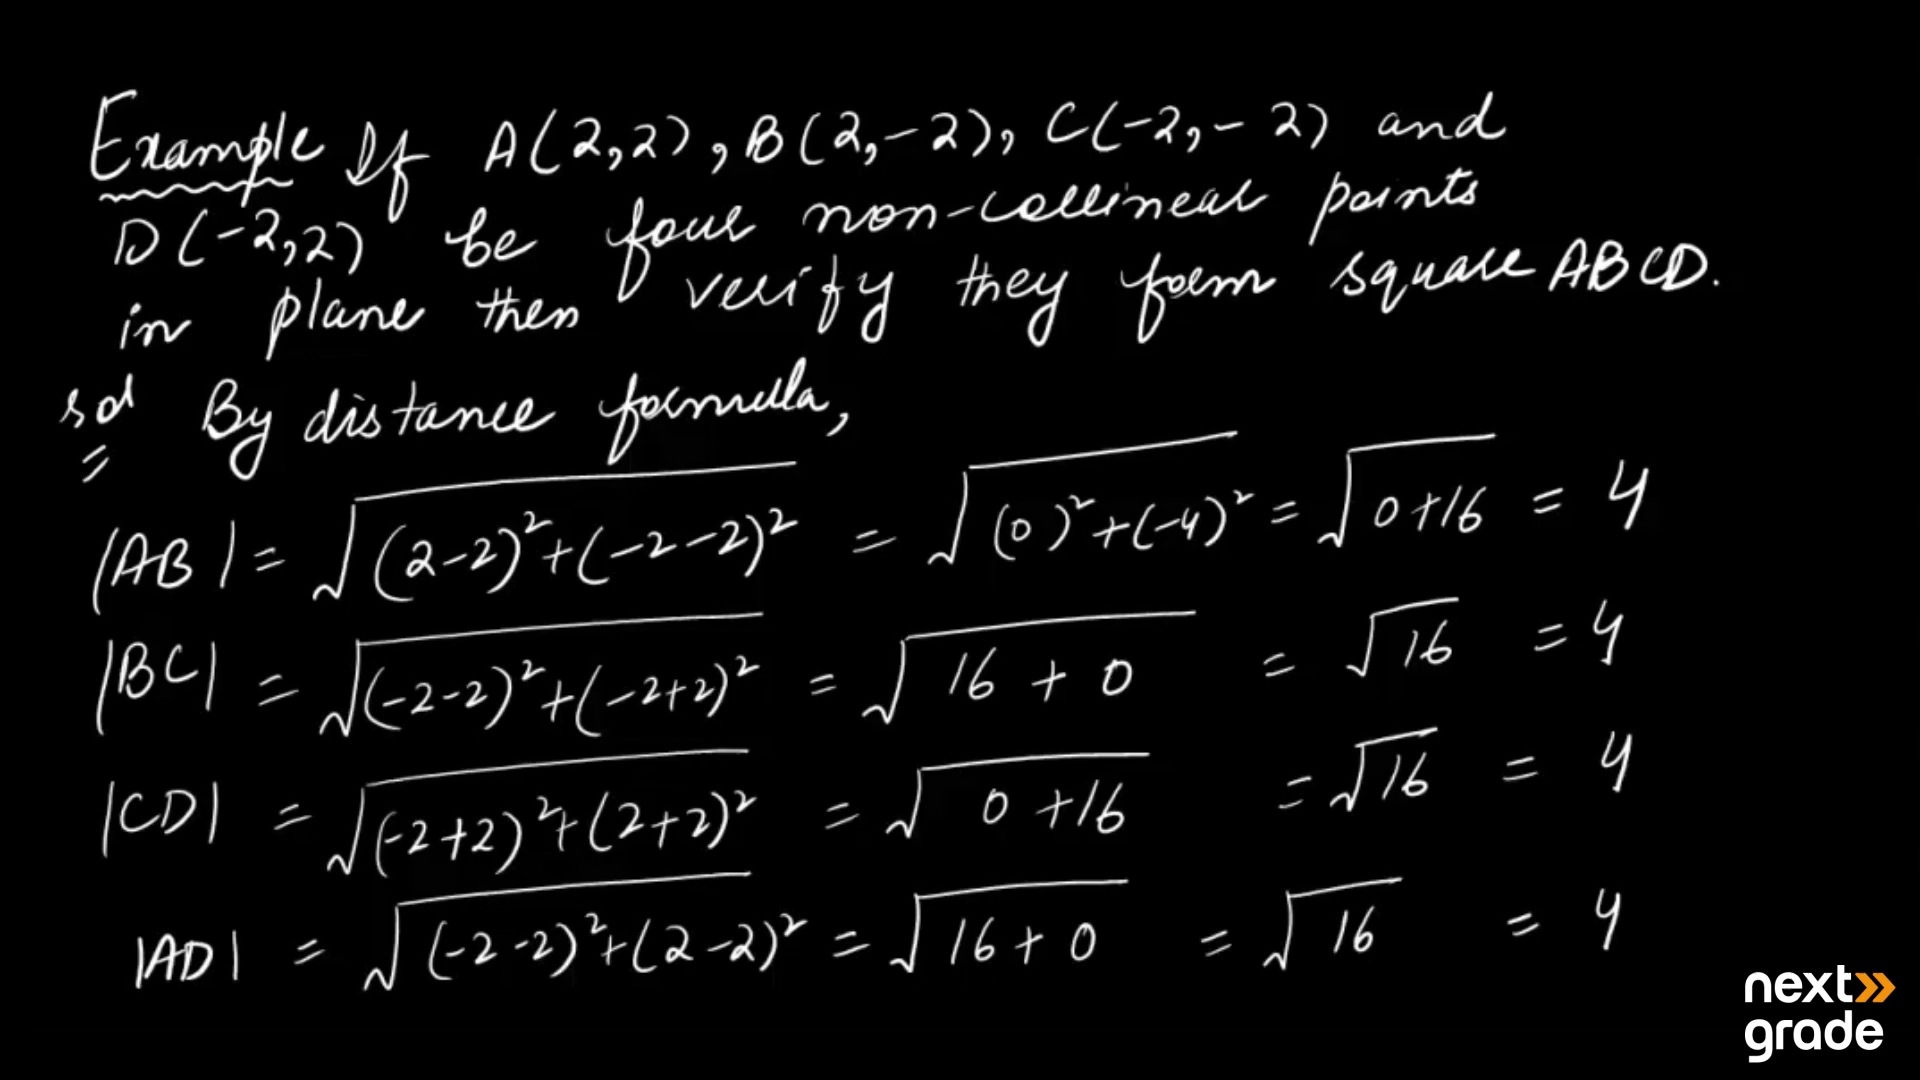 Example If A(2,2), B(2,-2), C(-2,-2) and
D(-2,2) be four non-collinear points
in plane then verify they form square ABCD.
sol By distance formula,
|AB| = √((2-2)²+(-2-2)²) = √((0)²+(-4)²) = √(0+16) = 4
|BC| = √((-2-2)²+(-2+2)²) = √(16+0) = √16 = 4
|CD| = √((-2+2)²+(2+2)²) = √(0+16) = √16 = 4
|AD| = √((-2-2)²+(2-2)²) = √(16+0) = √16 = 4
next
grade